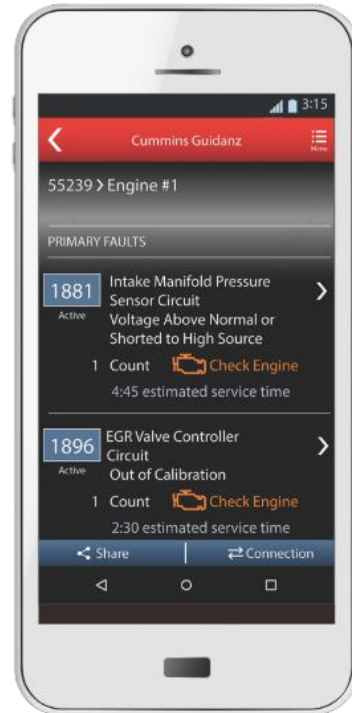 3:15
Cummins Guidanz
Menu
55239 > Engine #1
PRIMARY FAULTS
1881
Active
Intake Manifold Pressure
Sensor Circuit
Voltage Above Normal or
Shorted to High Source
1 Count Check Engine
4:45 estimated service time
1896
Active
EGR Valve Controller
Circuit
Out of Calibration
1 Count Check Engine
2:30 estimated service time
Share
Connection